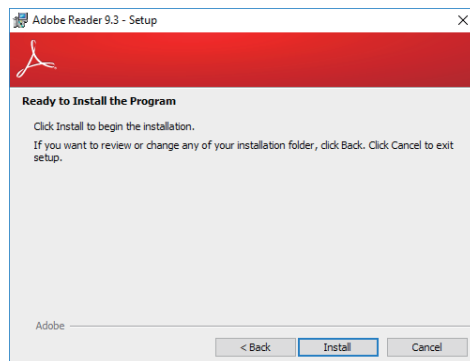 Adobe Reader 9.3 - Setup
Ready to Install the Program
Click Install to begin the installation.
If you want to review or change any of your installation folder, click Back. Click Cancel to exit
setup.
Adobe
< Back Install Cancel